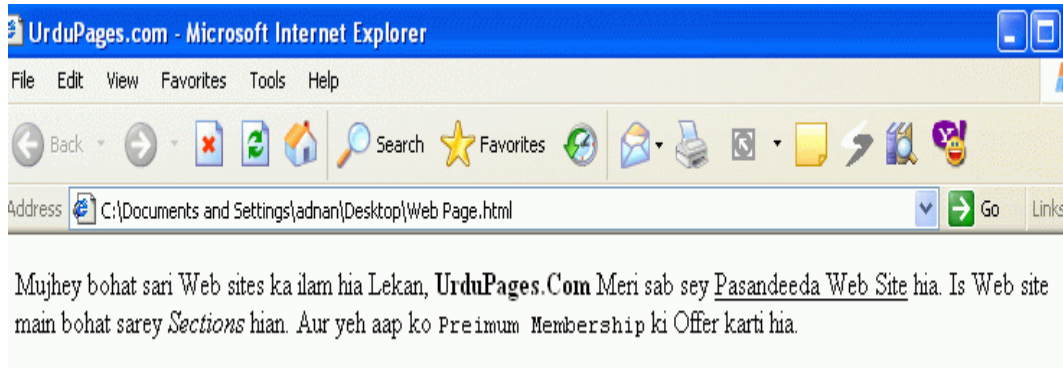 UrduPages.com - Microsoft Internet Explorer
File Edit View Favorites Tools Help
Back Search Favorites
Address C:\Documents and Settings\adnan\Desktop\Web Page.html Go Links
Mujhey bohat sari Web sites ka ilam hia Lekan, UrduPages.Com Meri sab sey Pasandeeda Web Site hia. Is Web site
main bohat sarey Sections hian. Aur yeh aap ko Preimum Membership ki Offer karti hia.